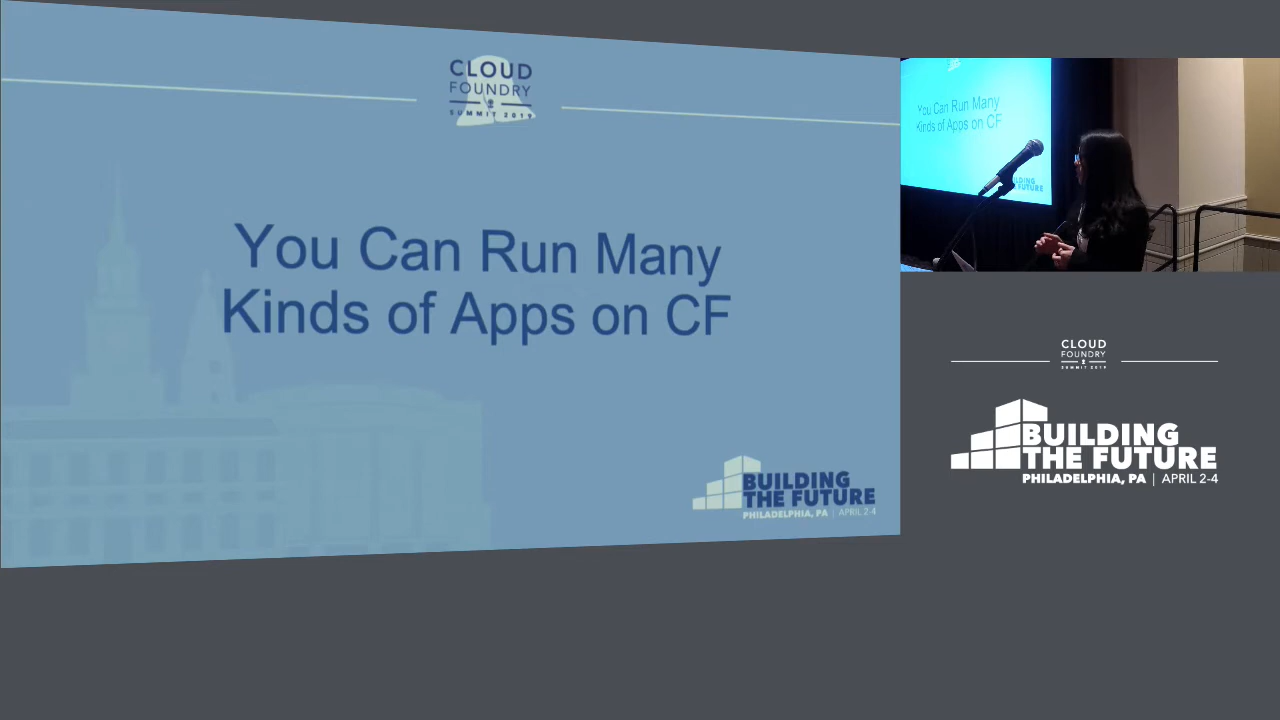 CLOUD
FOUNDRY
SUMMIT 2019
You Can Run Many
Kinds of Apps on CF
BUILDING
THE FUTURE
PHILADELPHIA, PA | APRIL 2-4
You Can Run Many
Kinds of Apps on CF
BUILDING
FUTURE
CLOUD
FOUNDRY
SUMMIT 2019
BUILDING
THE FUTURE
PHILADELPHIA, PA | APRIL 2-4